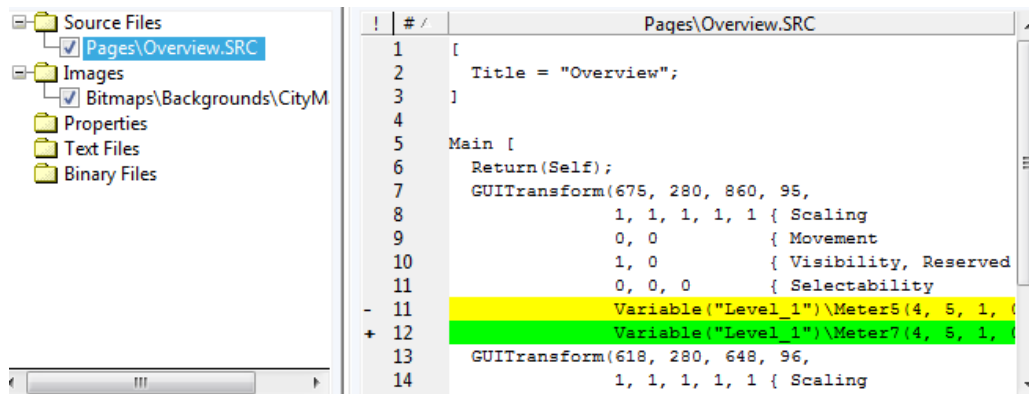 Source Files
Pages\Overview.SRC
Images
Bitmaps\Backgrounds\CityM
Properties
Text Files
Binary Files
! # Pages\Overview.SRC
1 [
2 Title = "Overview";
3 ]
4
5 Main [
6 Return(Self);
7 GUITransform(675, 280, 860, 95,
8 1, 1, 1, 1, 1 { Scaling
9 0, 0 { Movement
10 1, 0 { Visibility, Reserved
11 0, 0, 0 { Selectability
- 11 Variable("Level_1")\Meter5(4, 5, 1, (
+ 12 Variable("Level_1")\Meter7(4, 5, 1, (
13 GUITransform(618, 280, 648, 96,
14 1, 1, 1, 1, 1 { Scaling